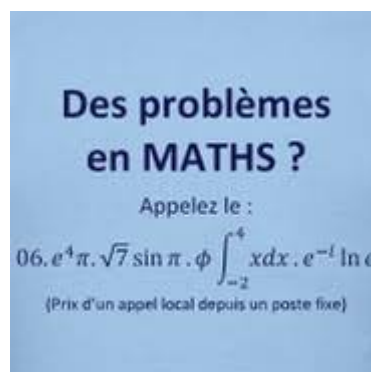 Des problèmes
en MATHS ?
Appelez le :
06. e⁴π. √7 sin π . ϕ ∫₋₂⁴ xdx . e⁻ⁱ ln e
(Prix d'un appel local depuis un poste fixe)